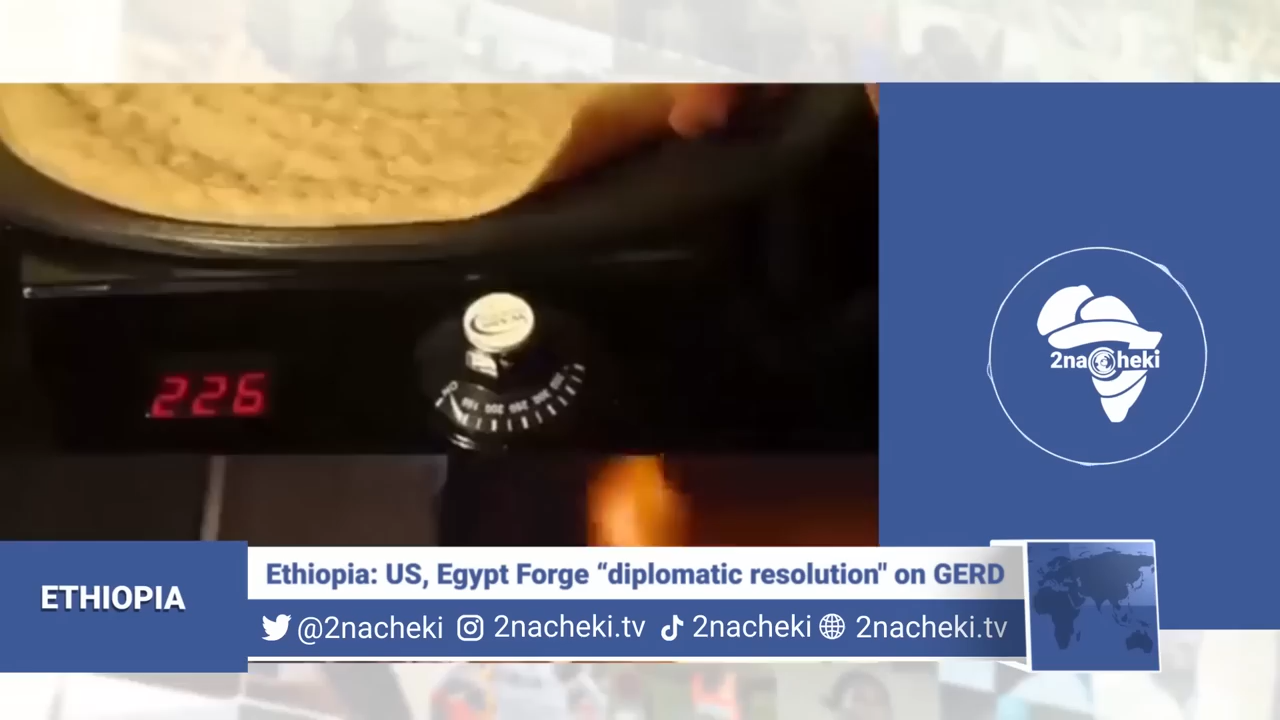 226
2nacheki
ETHIOPIA
Ethiopia: US, Egypt Forge “diplomatic resolution" on GERD
@2nacheki 2nacheki.tv 2nacheki 2nacheki.tv